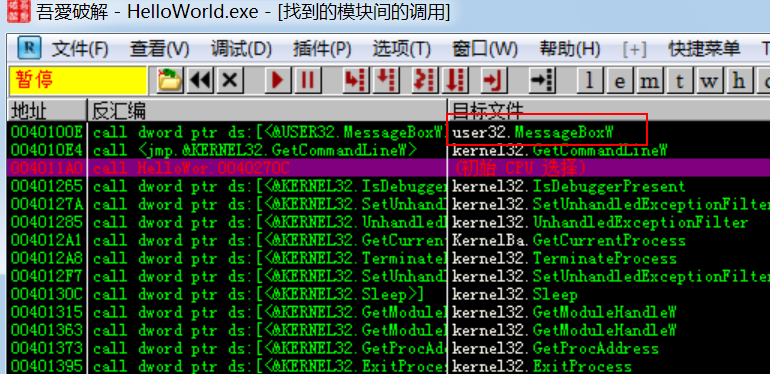 吾愛破解 - HelloWorld.exe - [找到的模块间的调用]
文件(F) 查看(V) 调试(D) 插件(P) 选项(T) 窗口(W) 帮助(H) [+] 快捷菜单 T
暂停 l e m t w h c
地址 反汇编 目标文件
0040100E call dword ptr ds:[<&USER32.MessageBoxW user32.MessageBoxW
004010E4 call <jmp.&KERNEL32.GetCommandLineW> kernel32.GetCommandLineW
004011A0 call HelloWor.0040270C (初始 CPU 选择)
00401265 call dword ptr ds:[<&KERNEL32.IsDebugger kernel32.IsDebuggerPresent
0040127A call dword ptr ds:[<&KERNEL32.SetUnhand kernel32.SetUnhandledExceptionFilter
00401285 call dword ptr ds:[<&KERNEL32.Unhandled kernel32.UnhandledExceptionFilter
004012A1 call dword ptr ds:[<&KERNEL32.GetCurren KernelBa.GetCurrentProcess
004012A8 call dword ptr ds:[<&KERNEL32.Terminate kernel32.TerminateProcess
004012F7 call dword ptr ds:[<&KERNEL32.SetUnhand kernel32.SetUnhandledExceptionFilter
0040130C call dword ptr ds:[<&KERNEL32.Sleep>] kernel32.Sleep
00401315 call dword ptr ds:[<&KERNEL32.GetModule kernel32.GetModuleHandleW
00401363 call dword ptr ds:[<&KERNEL32.GetModule kernel32.GetModuleHandleW
00401373 call dword ptr ds:[<&KERNEL32.GetProcAd kernel32.GetProcAddress
00401395 call dword ptr ds:[<&KERNEL32.ExitProce kernel32.ExitProcess